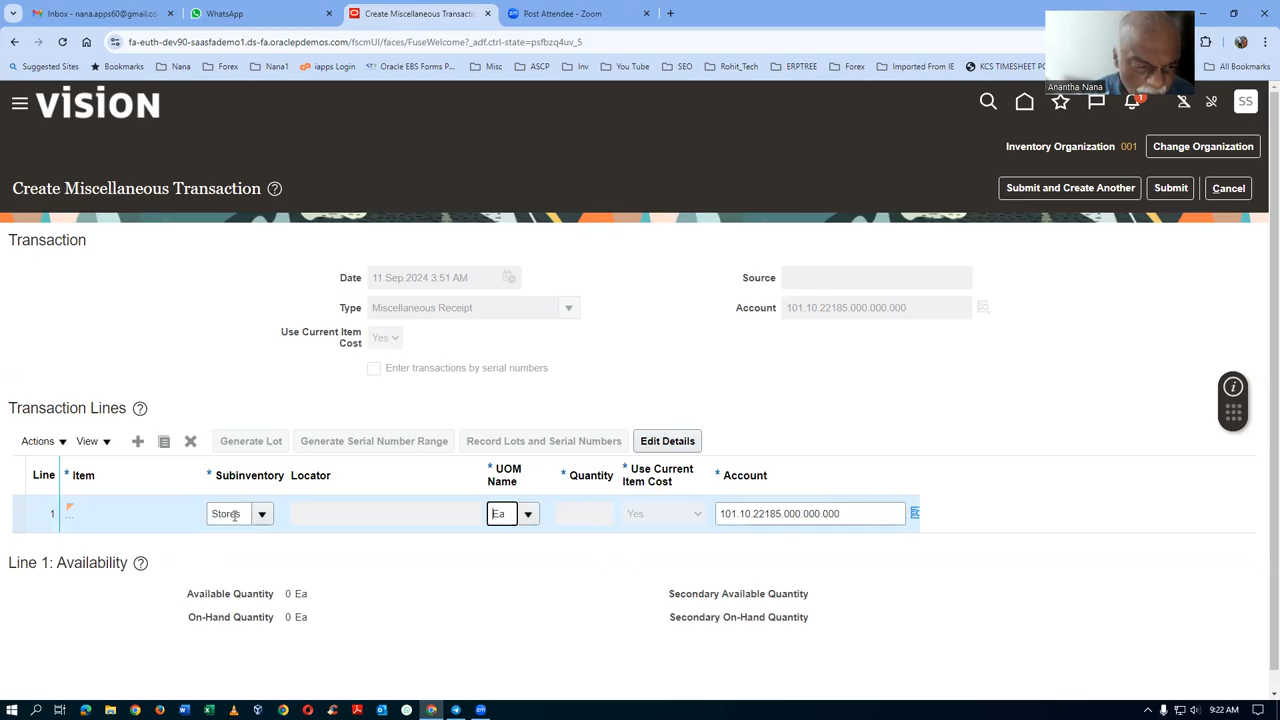 Inbox - nana.apps60@gmail.co
WhatsApp
Create Miscellaneous Transactio
Post Attendee - Zoom
fa-euth-dev90-saasfademo1.ds-fa.oraclepdemos.com/fscmUI/faces/FuseWelcome?_adf.ctrl-state=psfbzq4uv_5
Suggested Sites
Bookmarks
Nana
Forex
Nana1
iapps Login
Oracle EBS Forms P...
Misc
ASCP
Inv
You Tube
SEO
Rohit_Tech
ERPTREE
Forex
Imported From IE
KCS TIMESHEET PO
All Bookmarks
Anantha Nana
VISION
1
SS
Inventory Organization 001
Change Organization
Create Miscellaneous Transaction
Submit and Create Another
Submit
Cancel
Transaction
Date 11.Sep.2024 3:51 AM
Source
Type Miscellaneous Receipt
Account 101.10.22185.000.000.000
Use Current Item
Cost
Yes
Enter transactions by serial numbers
Transaction Lines
Actions
View
Generate Lot
Generate Serial Number Range
Record Lots and Serial Numbers
Edit Details
Line
* Item
* Subinventory
Locator
* UOM
Name
* Quantity
* Use Current
Item Cost
* Account
1
...
Stores
Ea
Yes
101.10.22185.000.000.000
Line 1: Availability
Available Quantity 0 Ea
Secondary Available Quantity
On-Hand Quantity 0 Ea
Secondary On-Hand Quantity
9:22 AM